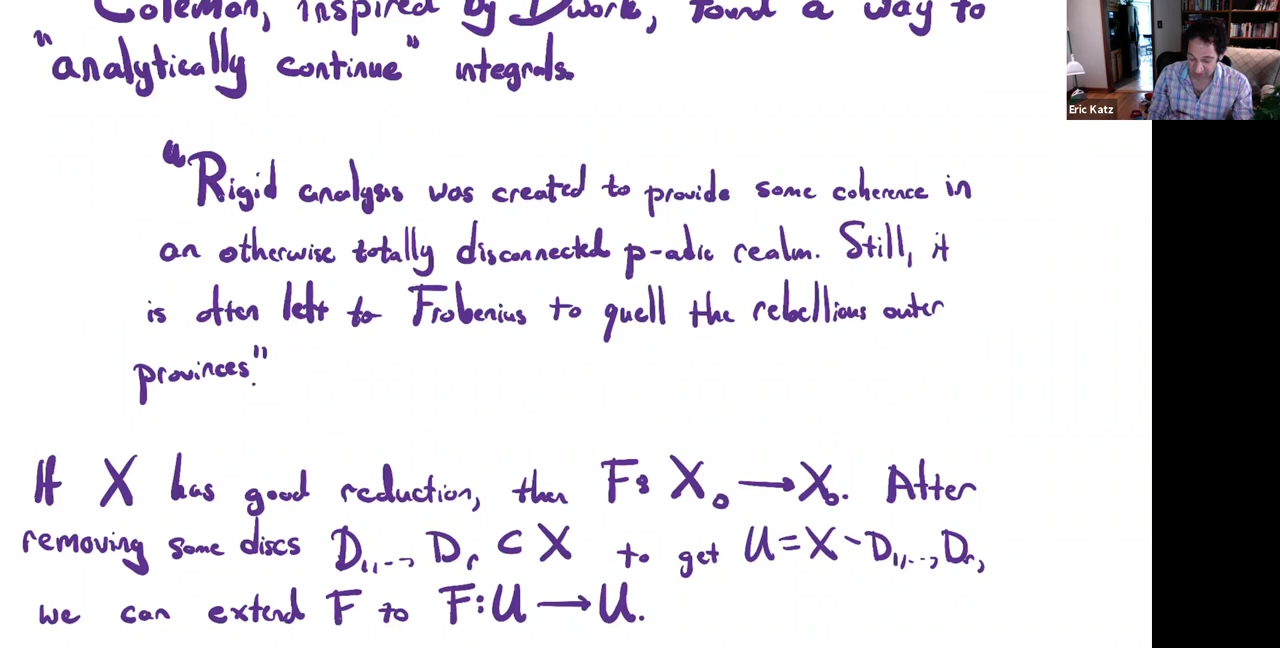 Coleman, inspired by Dwork, found a way to
"analytically continue" integrals.
"Rigid analysis was created to provide some coherence in
an otherwise totally disconnected p-adic realm. Still, it
is often left to Frobenius to quell the rebellious outer
provinces."
If X has good reduction, then F: X₀ → X₀. After
removing some discs D₁,..., Dᵣ ⊂ X to get U = X - D₁,..., Dᵣ,
we can extend F to F: U → U.
Eric Katz